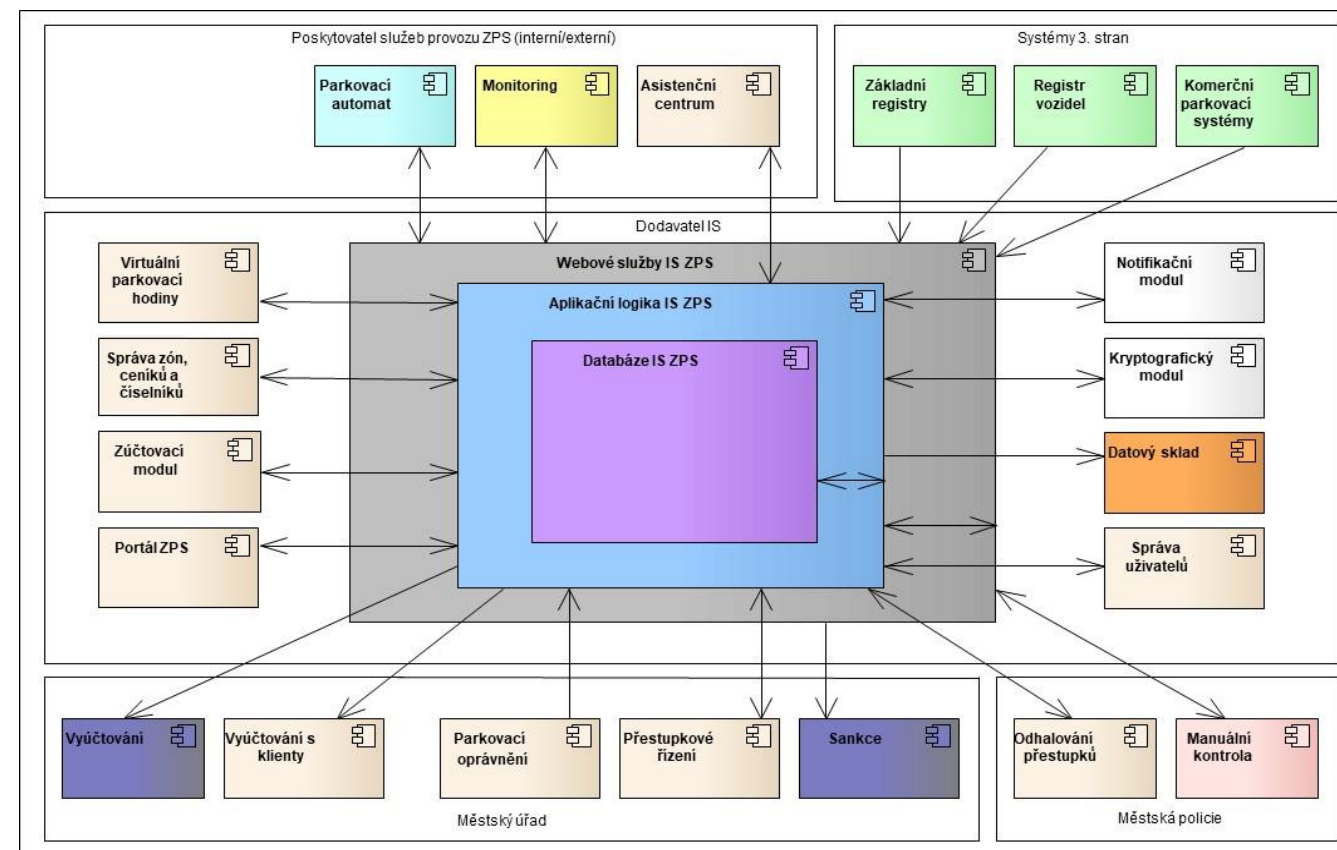 Poskytovatel služeb provozu ZPS (interní/externí)
Parkovací
automat
Monitoring
Asistenční
centrum
Systémy 3. stran
Základní
registry
Registr
vozidel
Komerční
parkovací
systémy
Dodavatel IS
Virtuální
parkovací
hodiny
Správa zón,
ceníků a
číselníků
Zúčtovací
modul
Portál ZPS
Webové služby IS ZPS
Aplikační logika IS ZPS
Databáze IS ZPS
Notifikační
modul
Kryptografický
modul
Datový sklad
Správa
uživatelů
Vyúčtování
Vyúčtování s
klienty
Parkovací
oprávnění
Přestupkové
řízení
Sankce
Městský úřad
Odhalování
přestupků
Manuální
kontrola
Městská policie